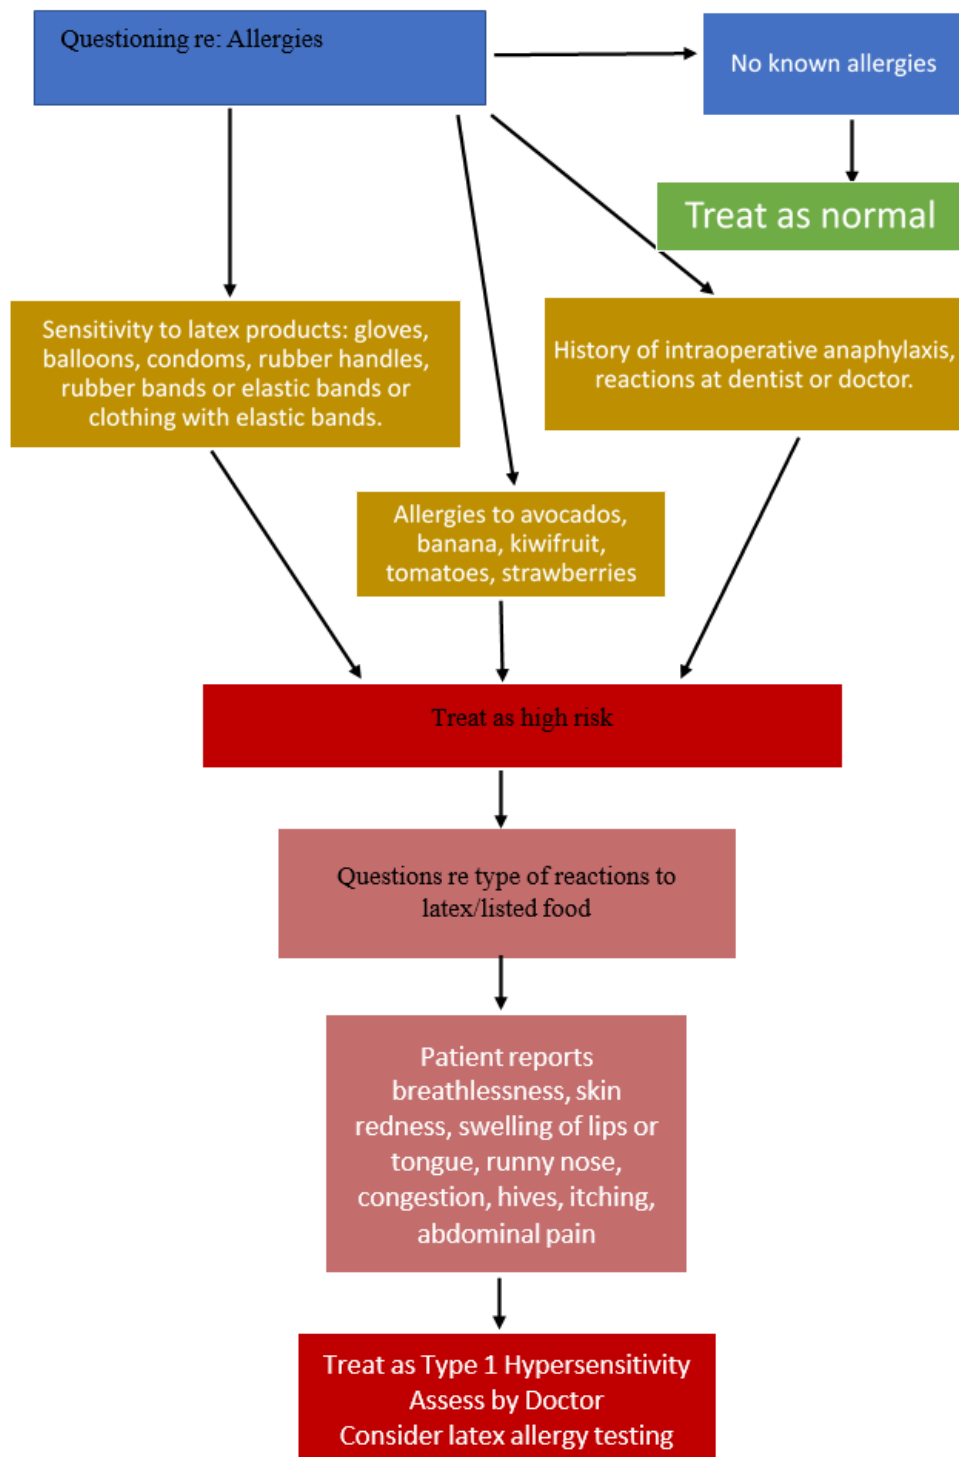 Questioning re: Allergies
No known allergies
Treat as normal
Sensitivity to latex products: gloves,
balloons, condoms, rubber handles,
rubber bands or elastic bands or
clothing with elastic bands.
History of intraoperative anaphylaxis,
reactions at dentist or doctor.
Allergies to avocados,
banana, kiwifruit,
tomatoes, strawberries
Treat as high risk
Questions re type of reactions to
latex/listed food
Patient reports
breathlessness, skin
redness, swelling of lips or
tongue, runny nose,
congestion, hives, itching,
abdominal pain
Treat as Type 1 Hypersensitivity
Assess by Doctor
Consider latex allergy testing